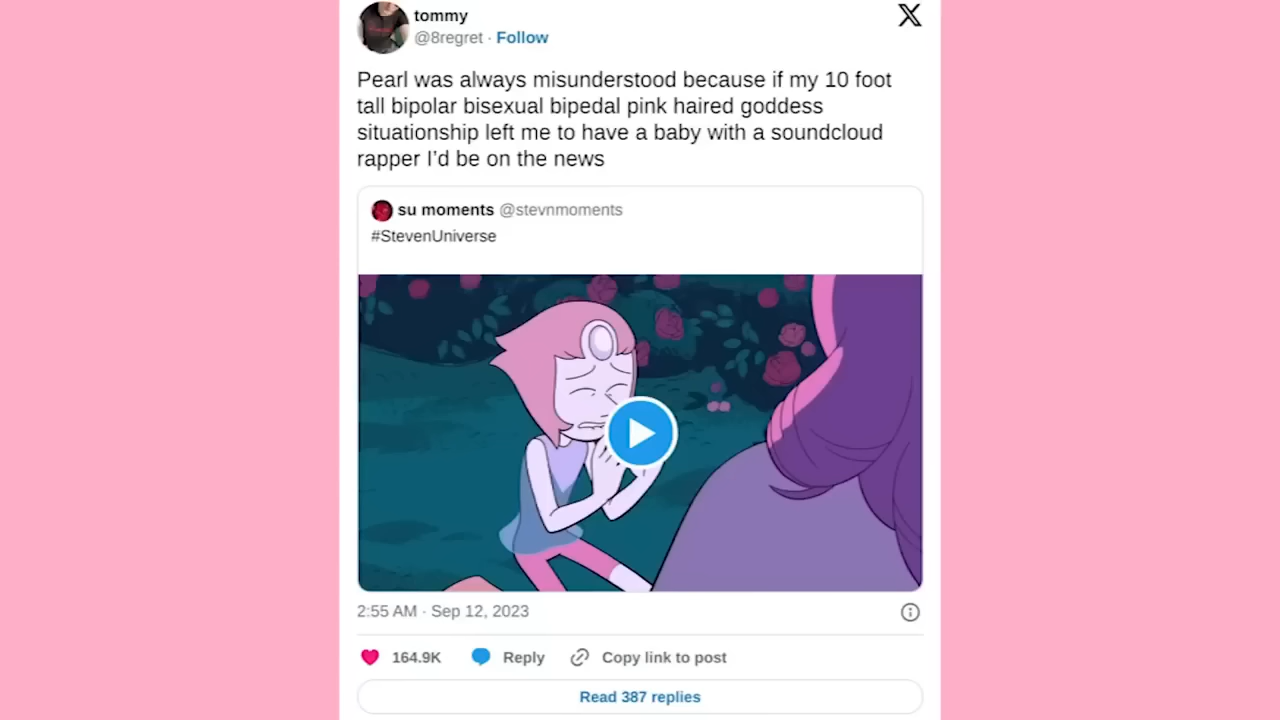 tommy
@8regret · Follow
Pearl was always misunderstood because if my 10 foot
tall bipolar bisexual bipedal pink haired goddess
situationship left me to have a baby with a soundcloud
rapper I’d be on the news
su moments @stevnmoments
#StevenUniverse
2:55 AM · Sep 12, 2023
164.9K Reply Copy link to post
Read 387 replies